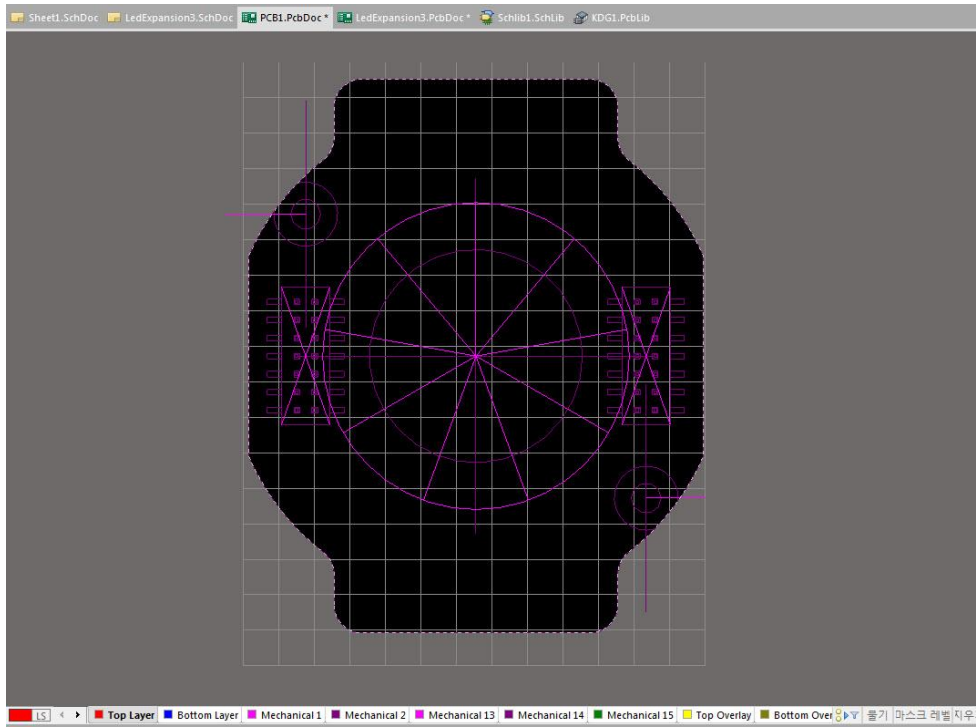 Sheet1.SchDoc LedExpansion3.SchDoc PCB1.PcbDoc * LedExpansion3.PcbDoc * Schlib1.SchLib KDG1.PcbLib
LS Top Layer Bottom Layer Mechanical 1 Mechanical 2 Mechanical 13 Mechanical 14 Mechanical 15 Top Overlay Bottom Over 풀기 마스크 레벨 지우